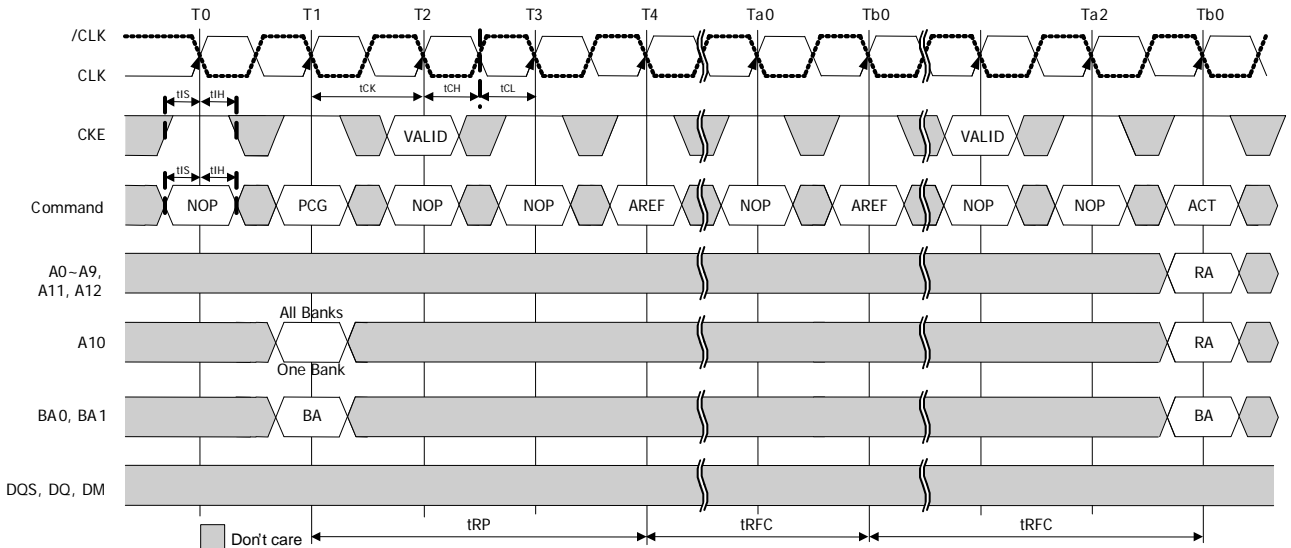 T0 T1 T2 T3 T4 Ta0 Tb0 Ta2 Tb0
/CLK
CLK
tIS tIH tCK tCH tCL
CKE VALID VALID
tIS tIH
Command NOP PCG NOP NOP AREF NOP AREF NOP NOP ACT
A0~A9,
A11, A12 RA
All Banks
A10 RA
One Bank
BA0, BA1 BA BA
DQS, DQ, DM
Don't care tRP tRFC tRFC